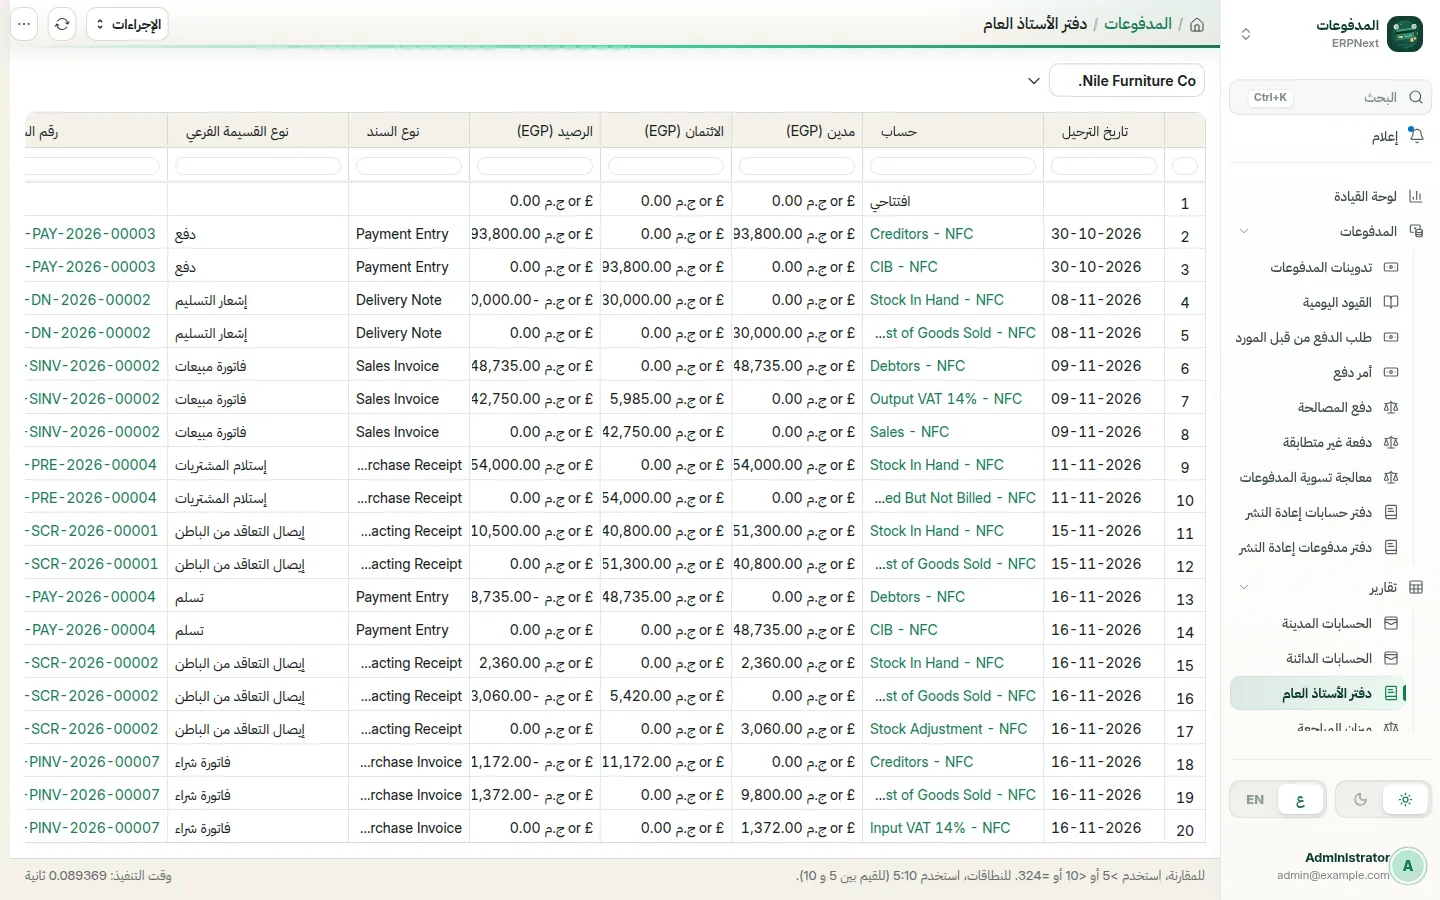 المدفوعات
ERPNext
البحث
Ctrl+K
إعلام
لوحة القيادة
المدفوعات
تدوينات المدفوعات
القيود اليومية
طلب الدفع من قبل المورد
أمر دفع
دفع المصالحة
دفعة غير متطابقة
معالجة تسوية المدفوعات
دفتر حسابات إعادة النشر
دفتر مدفوعات إعادة النشر
تقارير
الحسابات المدينة
الحسابات الدائنة
دفتر الأستاذ العام
ميزان المراجعة
ع EN
Administrator
admin@example.com
A
المدفوعات / دفتر الأستاذ العام
الإجراءات
Nile Furniture Co.
تاريخ الترحيل حساب مدين (EGP) الائتمان (EGP) الرصيد (EGP) نوع السند نوع القسيمة الفرعي رقم
1 افتتاحي £ or ج.م 0.00 £ or ج.م 0.00 £ or ج.م 0.00
2 30-10-2026 Creditors - NFC £ or ج.م 93,800.00 £ or ج.م 0.00 £ or ج.م 93,800.00 Payment Entry دفع -PAY-2026-00003
3 30-10-2026 CIB - NFC £ or ج.م 0.00 £ or ج.م 93,800.00 £ or ج.م 0.00 Payment Entry دفع -PAY-2026-00003
4 08-11-2026 Stock In Hand - NFC £ or ج.م 0.00 £ or ج.م 30,000.00 £ or ج.م -0,000.00 Delivery Note إشعار التسليم -DN-2026-00002
5 08-11-2026 ...st of Goods Sold - NFC £ or ج.م 30,000.00 £ or ج.م 0.00 £ or ج.م 0.00 Delivery Note إشعار التسليم -DN-2026-00002
6 09-11-2026 Debtors - NFC £ or ج.م 48,735.00 £ or ج.م 0.00 £ or ج.م 48,735.00 Sales Invoice فاتورة مبيعات -SINV-2026-00002
7 09-11-2026 Output VAT 14% - NFC £ or ج.م 0.00 £ or ج.م 5,985.00 £ or ج.م 42,750.00 Sales Invoice فاتورة مبيعات -SINV-2026-00002
8 09-11-2026 Sales - NFC £ or ج.م 0.00 £ or ج.م 42,750.00 £ or ج.م 0.00 Sales Invoice فاتورة مبيعات -SINV-2026-00002
9 11-11-2026 Stock In Hand - NFC £ or ج.م 54,000.00 £ or ج.م 0.00 £ or ج.م 54,000.00 ...rchase Receipt إستلام المشتريات -PRE-2026-00004
10 11-11-2026 ...ed But Not Billed - NFC £ or ج.م 0.00 £ or ج.م 54,000.00 £ or ج.م 0.00 ...rchase Receipt إستلام المشتريات -PRE-2026-00004
11 15-11-2026 Stock In Hand - NFC £ or ج.م 51,300.00 £ or ج.م 40,800.00 £ or ج.م 10,500.00 ...acting Receipt إيصال التعاقد من الباطن -SCR-2026-00001
12 15-11-2026 ...st of Goods Sold - NFC £ or ج.م 40,800.00 £ or ج.م 51,300.00 £ or ج.م 0.00 ...acting Receipt إيصال التعاقد من الباطن -SCR-2026-00001
13 16-11-2026 Debtors - NFC £ or ج.م 0.00 £ or ج.م 48,735.00 £ or ج.م -8,735.00 Payment Entry تسلم -PAY-2026-00004
14 16-11-2026 CIB - NFC £ or ج.م 48,735.00 £ or ج.م 0.00 £ or ج.م 0.00 Payment Entry تسلم -PAY-2026-00004
15 16-11-2026 Stock In Hand - NFC £ or ج.م 2,360.00 £ or ج.م 0.00 £ or ج.م 2,360.00 ...acting Receipt إيصال التعاقد من الباطن -SCR-2026-00002
16 16-11-2026 ...st of Goods Sold - NFC £ or ج.م 0.00 £ or ج.م 5,420.00 £ or ج.م -3,060.00 ...acting Receipt إيصال التعاقد من الباطن -SCR-2026-00002
17 16-11-2026 Stock Adjustment - NFC £ or ج.م 3,060.00 £ or ج.م 0.00 £ or ج.م 0.00 ...acting Receipt إيصال التعاقد من الباطن -SCR-2026-00002
18 16-11-2026 Creditors - NFC £ or ج.م 0.00 £ or ج.م 11,172.00 £ or ج.م -1,172.00 ...rchase Invoice فاتورة شراء -PINV-2026-00007
19 16-11-2026 ...st of Goods Sold - NFC £ or ج.م 9,800.00 £ or ج.م 0.00 £ or ج.م -1,372.00 ...rchase Invoice فاتورة شراء -PINV-2026-00007
20 16-11-2026 Input VAT 14% - NFC £ or ج.م 1,372.00 £ or ج.م 0.00 £ or ج.م 0.00 ...rchase Invoice فاتورة شراء -PINV-2026-00007
للمقارنة، استخدم >5 أو <10 أو =324. للنطاقات، استخدم 5:10 (للقيم بين 5 و 10).
وقت التنفيذ: 0.089369 ثانية